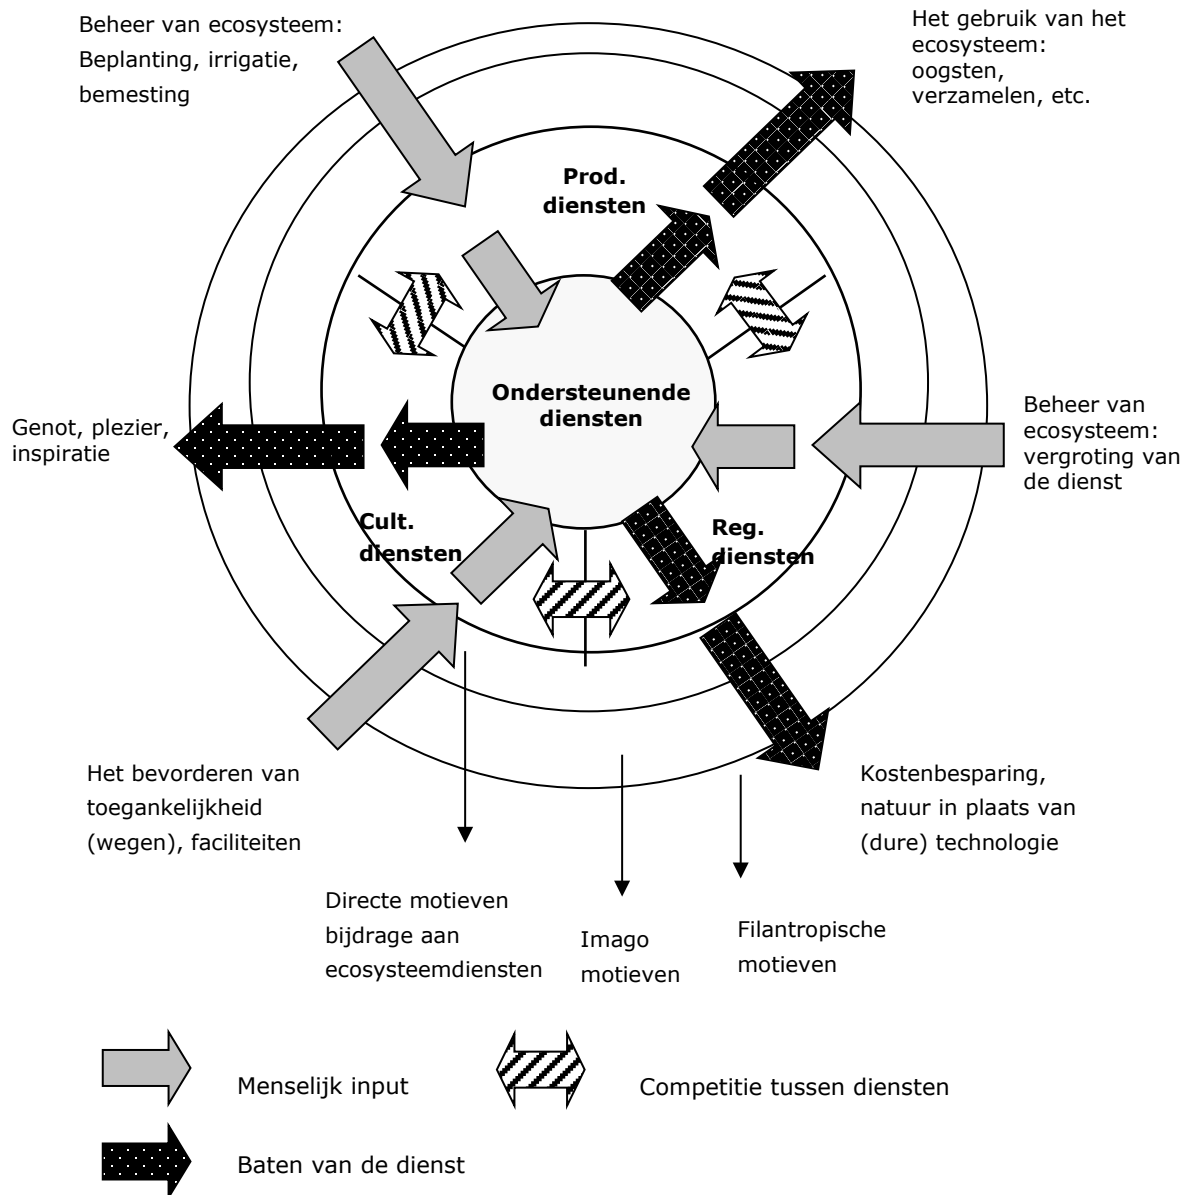 Beheer van ecosysteem:
Beplanting, irrigatie,
bemesting
Het gebruik van het
ecosysteem:
oogsten,
verzamelen, etc.
Prod.
diensten
Ondersteunende
diensten
Genot, plezier,
inspiratie
Beheer van
ecosysteem:
vergroting van
de dienst
Cult.
diensten
Reg.
diensten
Het bevorderen van
toegankelijkheid
(wegen), faciliteiten
Kostenbesparing,
natuur in plaats van
(dure) technologie
Directe motieven
bijdrage aan
ecosysteemdiensten
Imago
motieven
Filantropische
motieven
Menselijk input
Competitie tussen diensten
Baten van de dienst